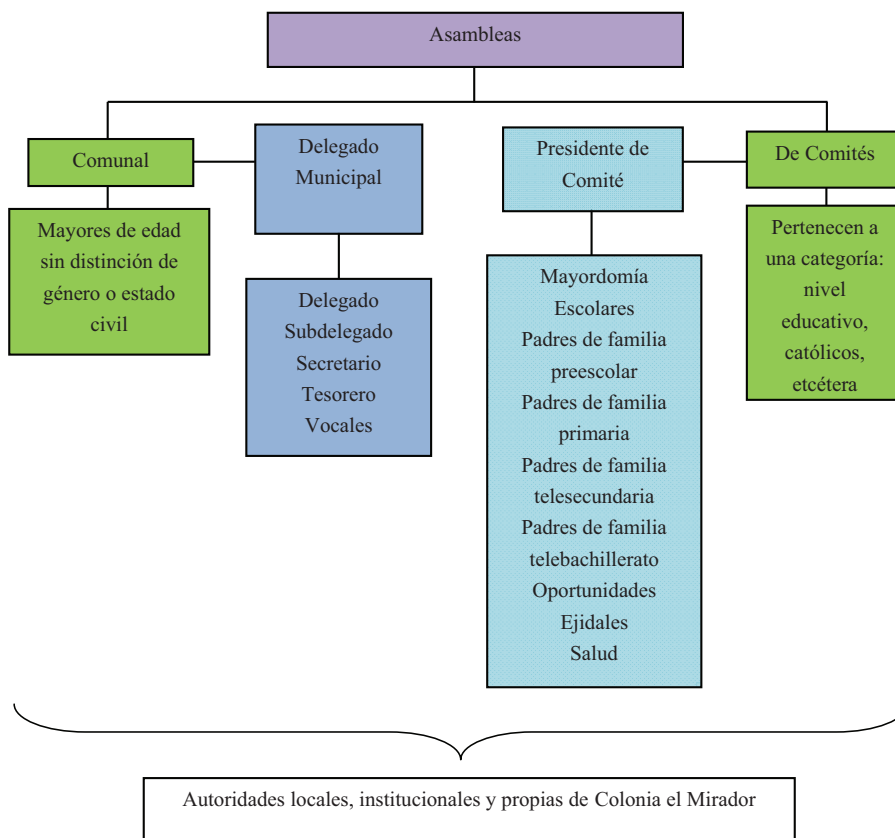 Asambleas
Comunal
Delegado
Municipal
Presidente de
Comité
De Comités
Mayores de edad
sin distinción de
género o estado
civil
Delegado
Subdelegado
Secretario
Tesorero
Vocales
Mayordomía
Escolares
Padres de familia
preescolar
Padres de familia
primaria
Padres de familia
telesecundaria
Padres de familia
telebachillerato
Oportunidades
Ejidales
Salud
Pertenecen a
una categoría:
nivel
educativo,
católicos,
etcétera
Autoridades locales, institucionales y propias de Colonia el Mirador